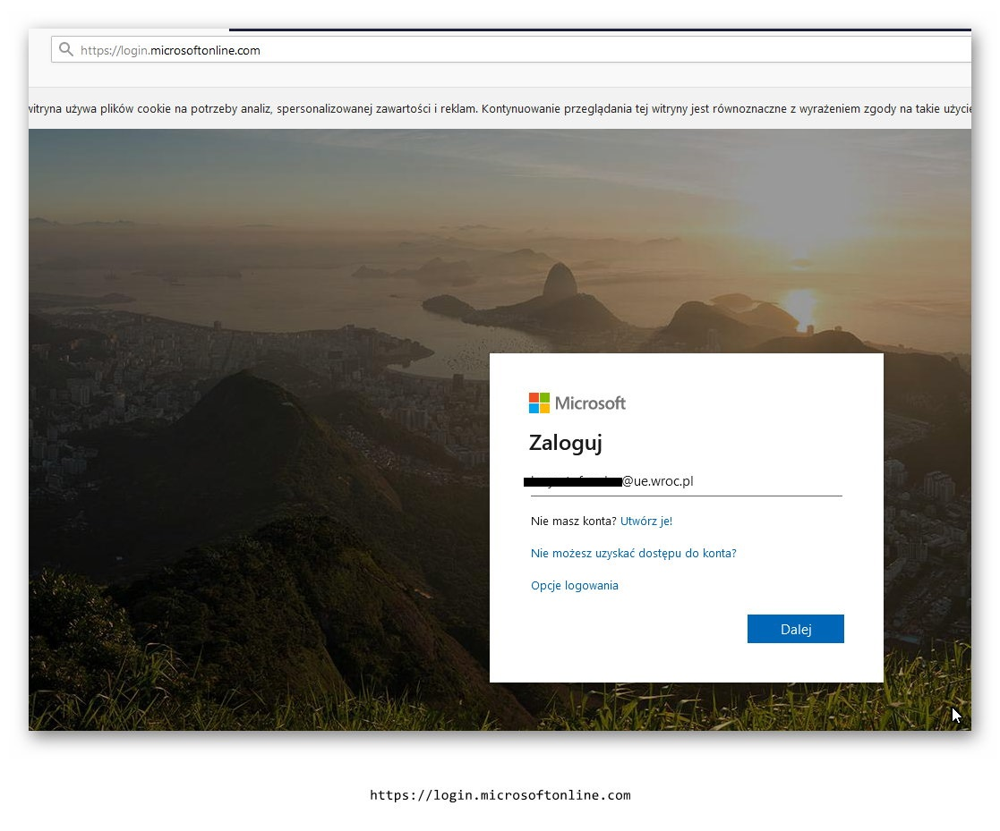 https://login.microsoftonline.com
witryna używa plików cookie na potrzeby analiz, spersonalizowanej zawartości i reklam. Kontynuowanie przeglądania tej witryny jest równoznaczne z wyrażeniem zgody na takie użycie
Microsoft
Zaloguj
@ue.wroc.pl
Nie masz konta? Utwórz je!
Nie możesz uzyskać dostępu do konta?
Opcje logowania
Dalej
https://login.microsoftonline.com